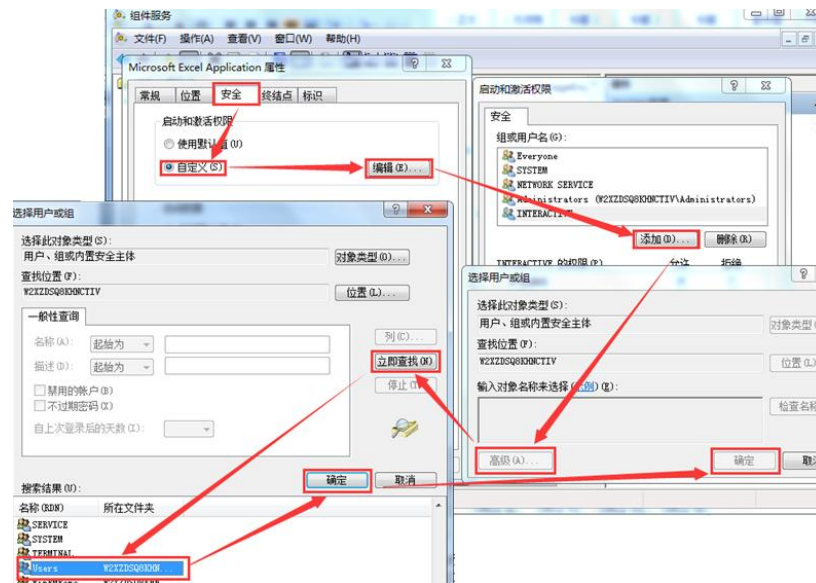 组件服务
文件(F) 操作(A) 查看(V) 窗口(W) 帮助(H)
Microsoft Excel Application 属性
常规 位置 安全 终结点 标识
启动和激活权限
使用默认值(U)
自定义(S)
编辑(E)...
启动和激活权限
安全
组或用户名(G):
Everyone
SYSTEM
NETWORK SERVICE
Administrators (W2XZDSQ8KHNCTIV\Administrators)
INTERACTIVE
添加(D)... 删除(R)
INTERACTIVE 的权限(P) 允许 拒绝
选择用户或组
选择此对象类型(S):
用户、组或内置安全主体
对象类型(O)...
查找位置(F):
W2XZDSQ8KHNCTIV
位置(L)...
一般性查询
名称(A): 起始为
描述(D): 起始为
禁用的帐户(B)
不过期密码(X)
自上次登录后的天数(I):
列(C)...
立即查找(N)
停止
确定 取消
搜索结果(U):
名称(RDN) 所在文件夹
SERVICE
SYSTEM
TERMINAL
Users W2XZDSQ8KHN...
选择用户或组
选择此对象类型(S):
用户、组或内置安全主体
对象类型
查找位置(F):
W2XZDSQ8KHNCTIV
位置(L)
输入对象名称来选择(示例)(E):
检查名称
高级(A)...
确定